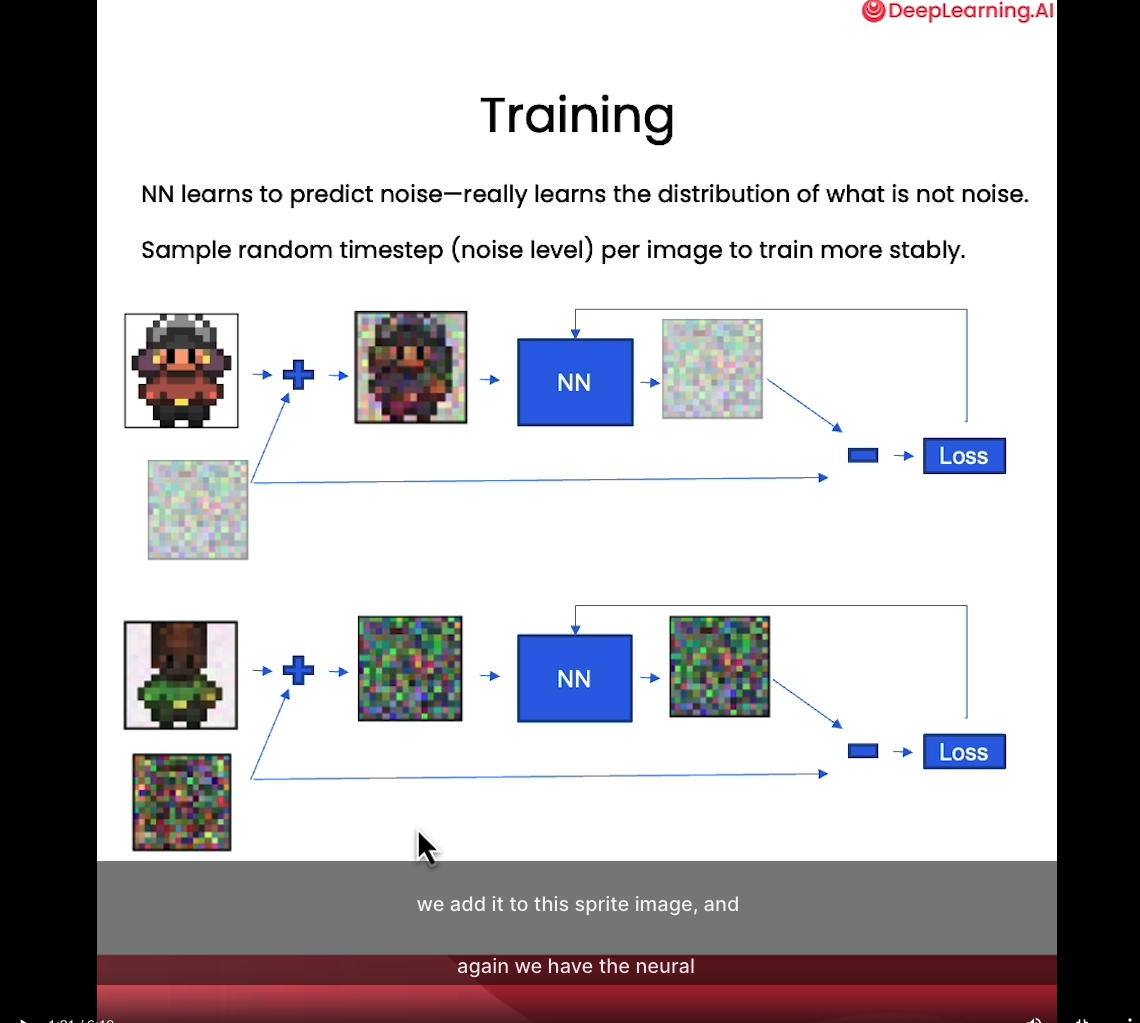 DeepLearning.AI
Training
NN learns to predict noise—really learns the distribution of what is not noise.
Sample random timestep (noise level) per image to train more stably.
NN
Loss
NN
Loss
we add it to this sprite image, and
again we have the neural